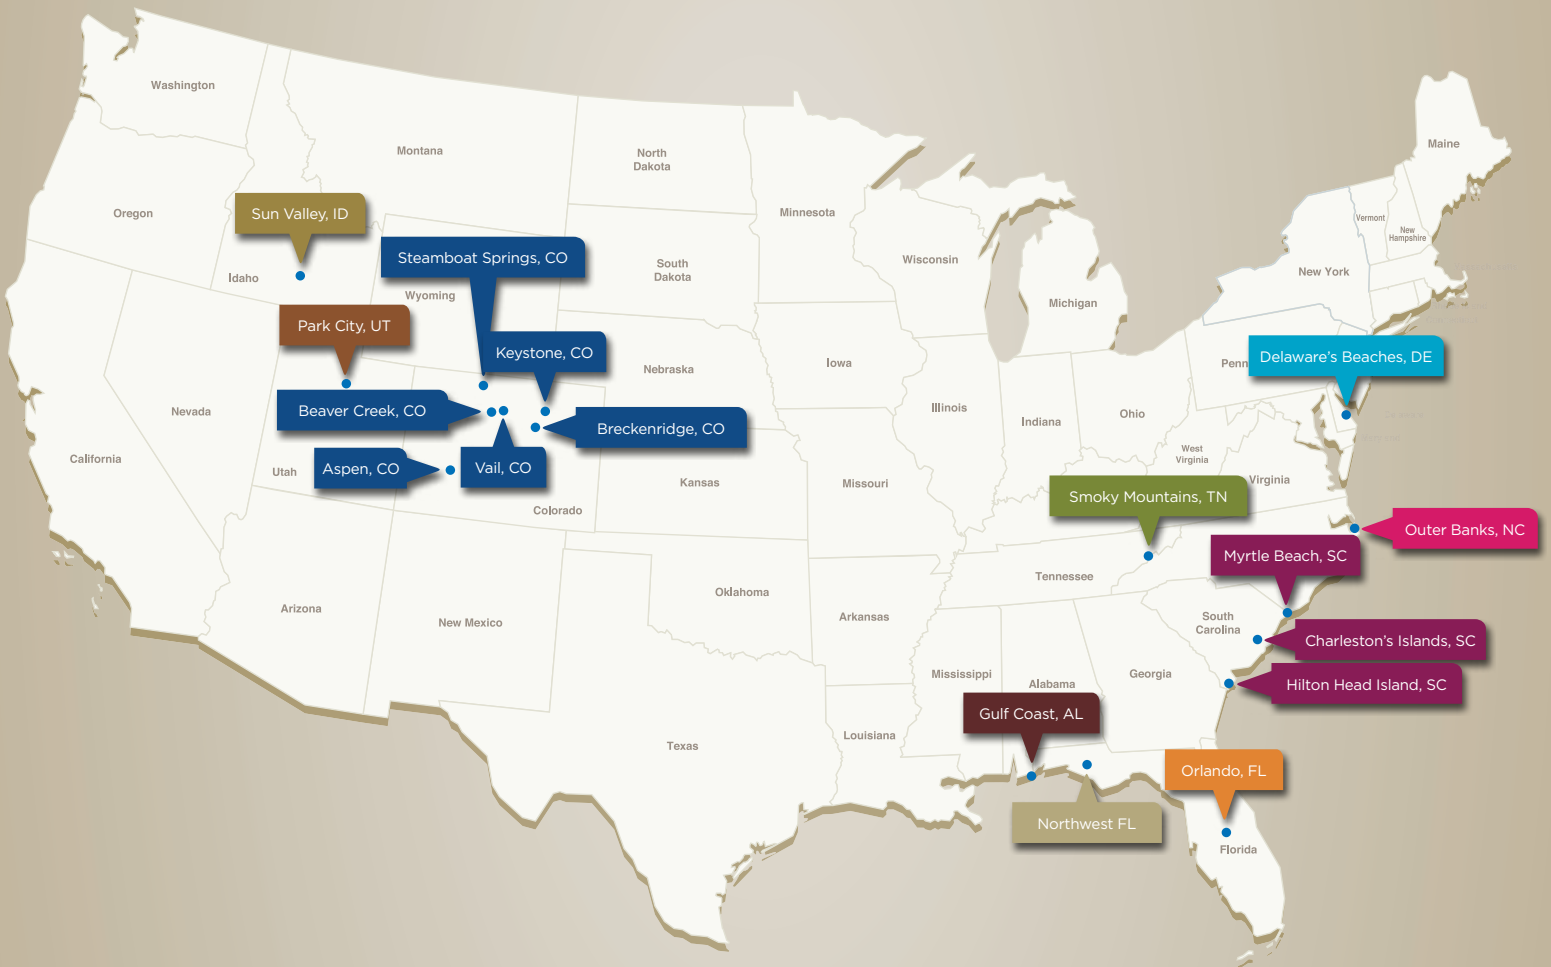 Washington
Montana
North
Dakota
Minnesota
Maine
Oregon
Sun Valley, ID
Idaho
Steamboat Springs, CO
Wyoming
South
Dakota
Wisconsin
Michigan
Vermont
New
Hampshire
New York
Park City, UT
Keystone, CO
Nebraska
Iowa
Penn
Delaware's Beaches, DE
Nevada
Beaver Creek, CO
Breckenridge, CO
Illinois
Indiana
Ohio
West
Virginia
Virginia
California
Utah
Aspen, CO
Vail, CO
Colorado
Kansas
Missouri
Smoky Mountains, TN
Outer Banks, NC
Myrtle Beach, SC
Tennessee
Arizona
New Mexico
Oklahoma
Arkansas
South
Carolina
Charleston's Islands, SC
Hilton Head Island, SC
Mississippi
Alabama
Georgia
Gulf Coast, AL
Texas
Louisiana
Orlando, FL
Northwest FL
Florida